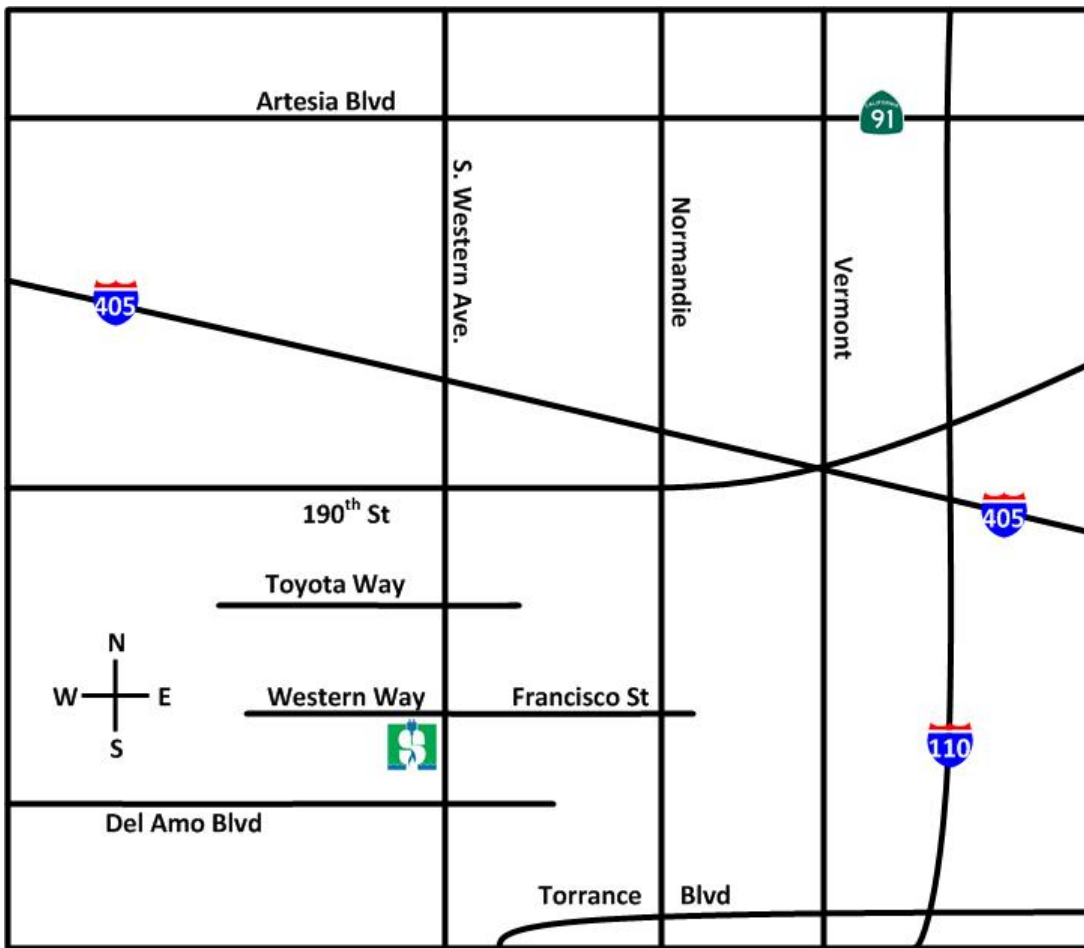 Artesia Blvd
CALIFORNIA
91
S. Western Ave.
Normandie
Vermont
405
190th St
405
Toyota Way
N
W E
S
Western Way
Francisco St
S
110
Del Amo Blvd
Torrance Blvd